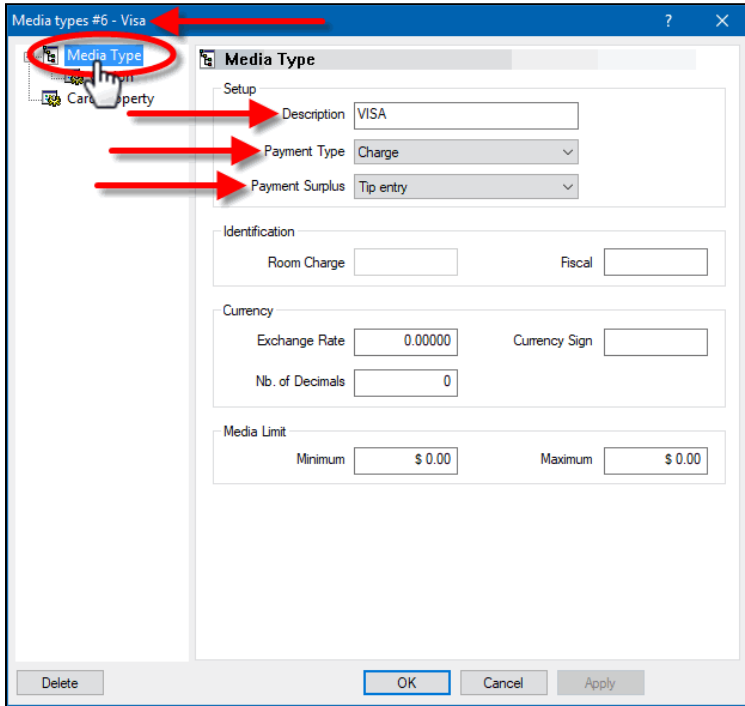 Media types #6 - Visa ? ×
Media Type
Card Property
Media Type
Setup
Description VISA
Payment Type Charge
Payment Surplus Tip entry
Identification
Room Charge Fiscal
Currency
Exchange Rate 0.00000 Currency Sign
Nb. of Decimals 0
Media Limit
Minimum $ 0.00 Maximum $ 0.00
Delete OK Cancel Apply